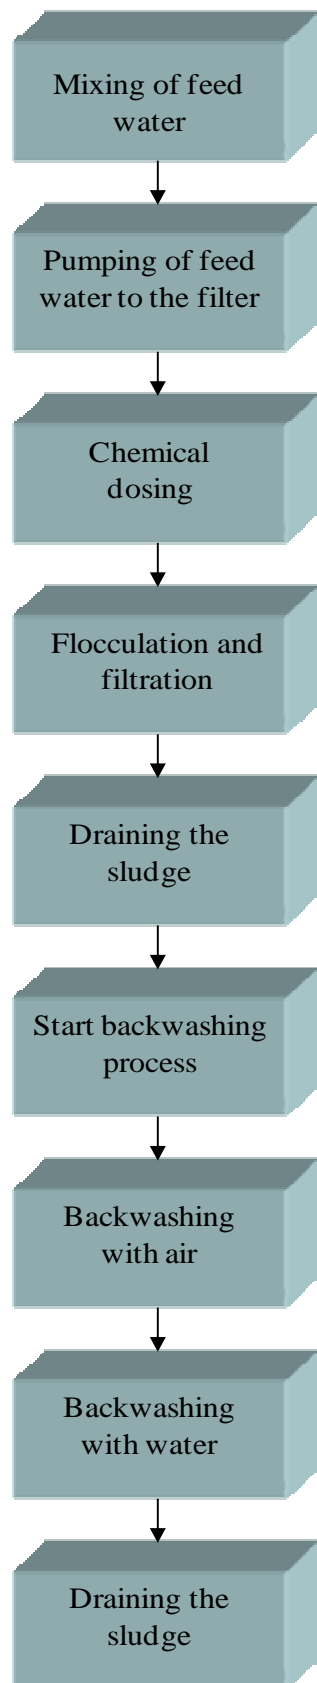 Mixing of feed
water
Pumping of feed
water to the filter
Chemical
dosing
Flocculation and
filtration
Draining the
sludge
Start backwashing
process
Backwashing
with air
Backwashing
with water
Draining the
sludge